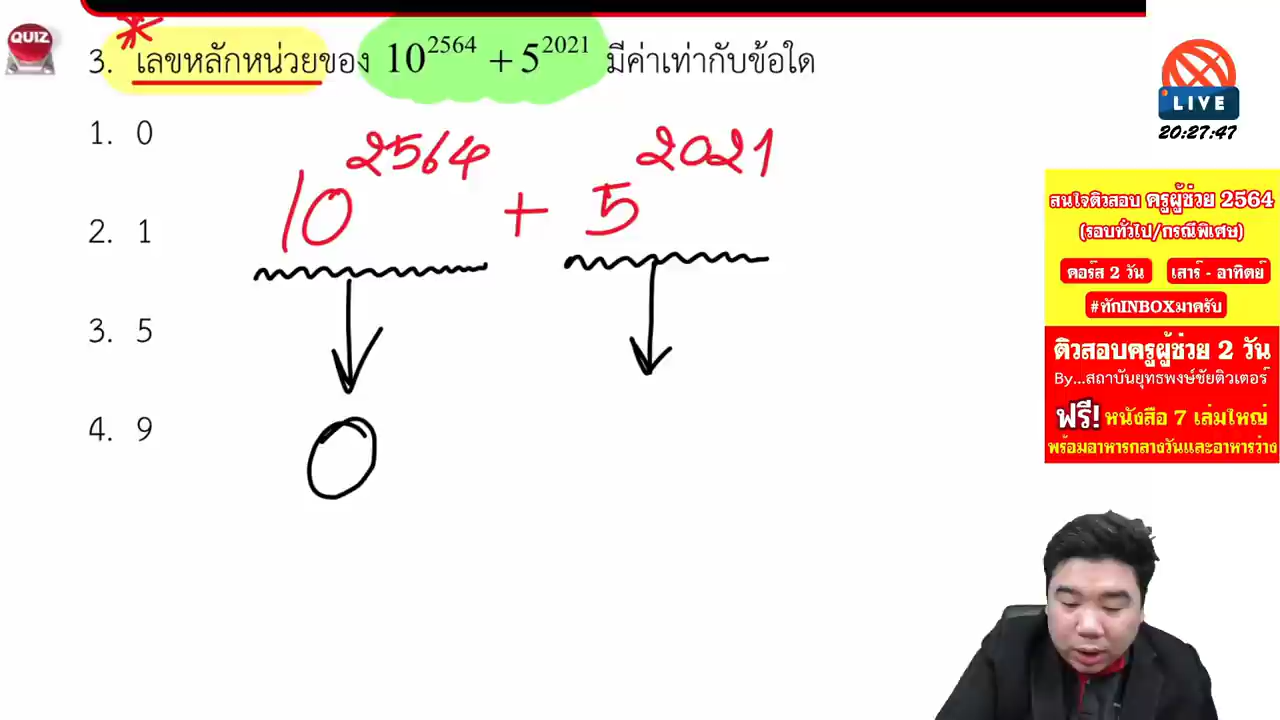 QUIZ
3. เลขหลักหน่วยของ 10^2564 + 5^2021 มีค่าเท่ากับข้อใด
1. 0
2. 1
3. 5
4. 9
10^2564 + 5^2021
0
LIVE
20:27:47
สนใจติวสอบ ครูผู้ช่วย 2564
(รอบทั่วไป/กรณีพิเศษ)
คอร์ส 2 วัน เสาร์ - อาทิตย์
#ทักINBOXมาครับ
ติวสอบครูผู้ช่วย 2 วัน
By...สถาบันยุทธพงษ์ชัยติวเตอร์
ฟรี! หนังสือ 7 เล่มใหญ่
พร้อมอาหารกลางวันและอาหารว่าง